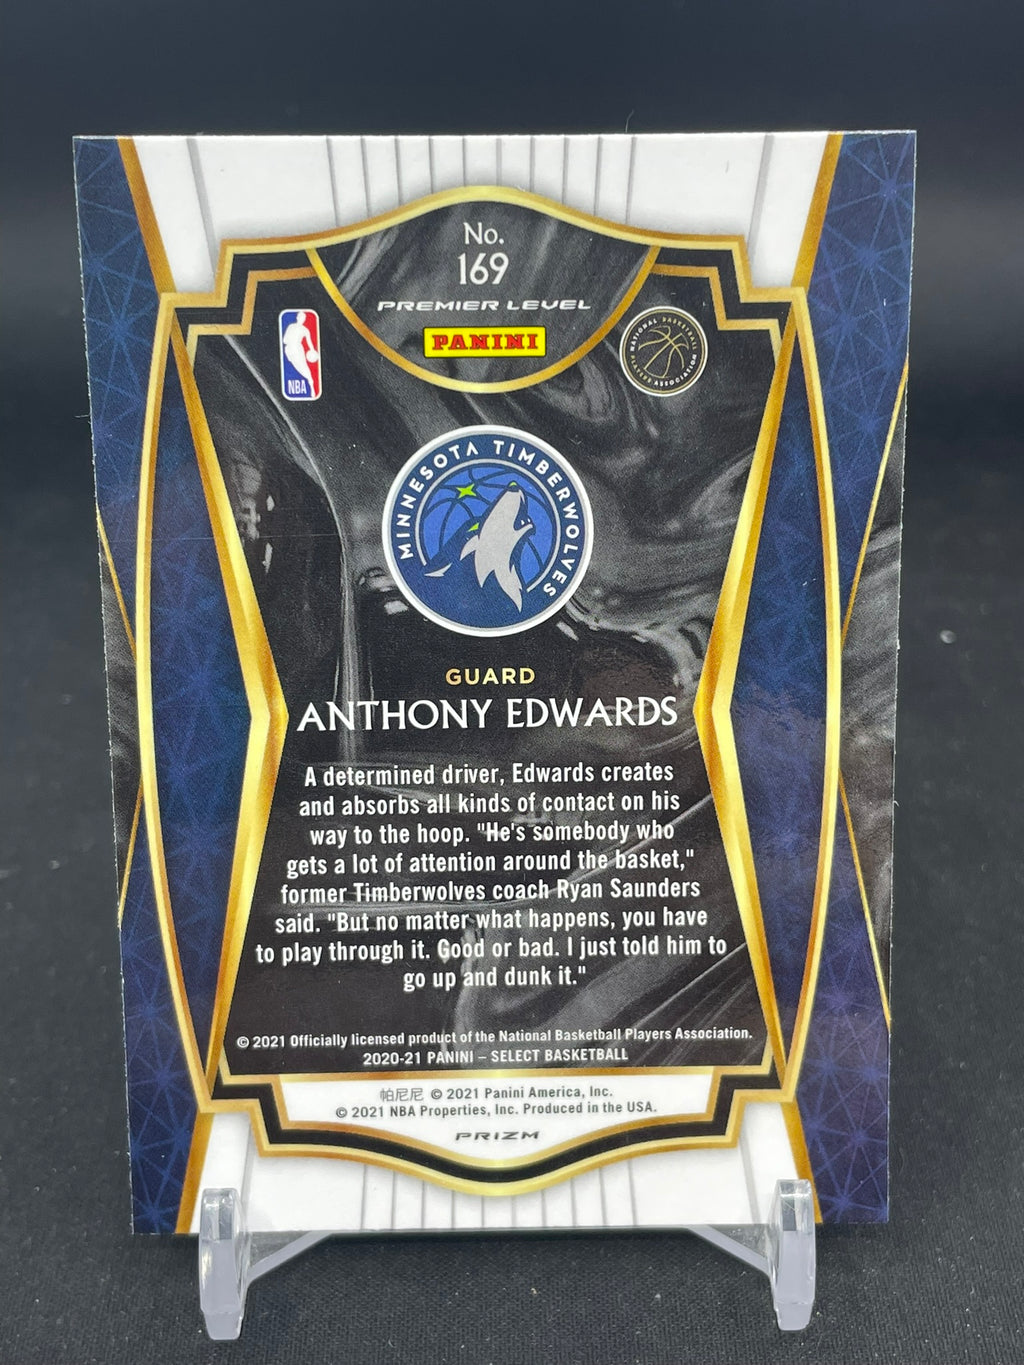 No.
169
PREMIER LEVEL
PANINI
NBA
NATIONAL BASKETBALL
PLAYERS ASSOCIATION
MINNESOTA TIMBERWOLVES
GUARD
ANTHONY EDWARDS
A determined driver, Edwards creates
and absorbs all kinds of contact on his
way to the hoop. "He's somebody who
gets a lot of attention around the basket,"
former Timberwolves coach Ryan Saunders
said. "But no matter what happens, you have
to play through it. Good or bad. I just told him to
go up and dunk it."
© 2021 Officially licensed product of the National Basketball Players Association.
2020-21 PANINI – SELECT BASKETBALL
帕尼尼 © 2021 Panini America, Inc.
© 2021 NBA Properties, Inc. Produced in the USA.
PRIZM